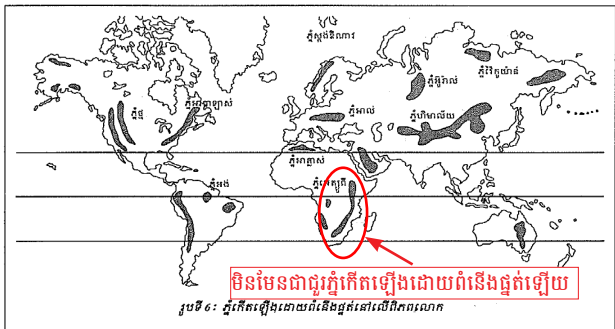 ភ្នំស្កង់ឌីណាវ
ភ្នំអ៊ូរ៉ាល់
ភ្នំវ៉ៃកូយ៉ាន់
ភ្នំរ៉ូ
ភ្នំអាប៉ាឡាស់
ភ្នំអាល់
ភ្នំហិមាល័យ
ភ្នំអាត្លាស់
ភ្នំអង់
ភ្នំអេត្យូពី
មិនមែនជាជួរភ្នំកើតឡើងដោយពំនើងផ្នត់ឡើយ
រូបទី 6: ភ្នំកើតឡើងដោយពំនើងផ្នត់នៅលើពិភពលោក